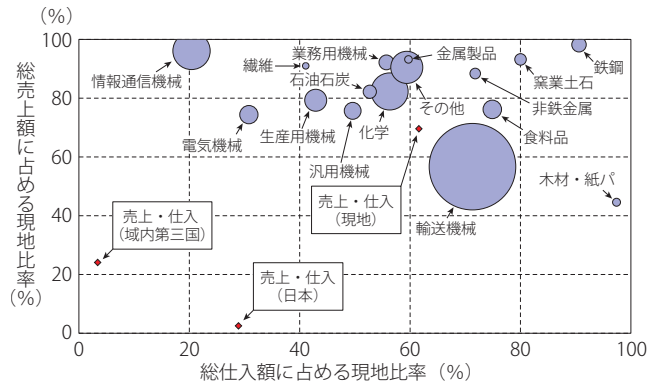 （%）
100
80
60
40
20
0
総売上額に占める現地比率
（%）
情報通信機械
繊維
業務用機械
金属製品
鉄鋼
石油石炭
窯業土石
その他
非鉄金属
電気機械
生産用機械
化学
食料品
汎用機械
売上・仕入
（現地）
木材・紙パ
輸送機械
売上・仕入
（域内第三国）
売上・仕入
（日本）
0
20
40
60
80
100
総仕入額に占める現地比率（%）